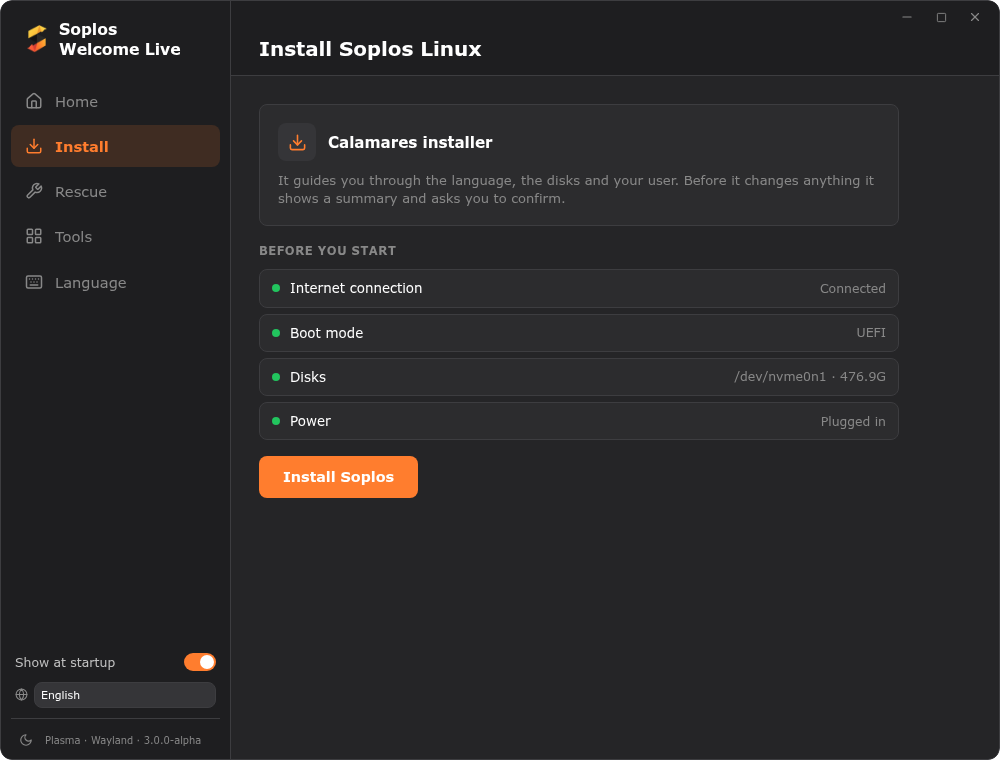 Soplos
Welcome Live
Home
Install
Rescue
Tools
Language
Show at startup
English
Plasma · Wayland · 3.0.0-alpha
Install Soplos Linux
Calamares installer
It guides you through the language, the disks and your user. Before it changes anything it
shows a summary and asks you to confirm.
BEFORE YOU START
Internet connection Connected
Boot mode UEFI
Disks /dev/nvme0n1 · 476.9G
Power Plugged in
Install Soplos